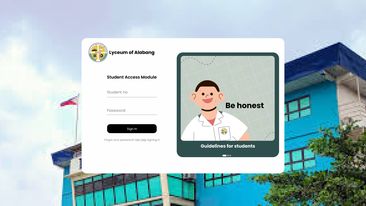 Lyceum of Alabang
Student Access Module
Student no
Password
Sign in
Be honest
Guidelines for students